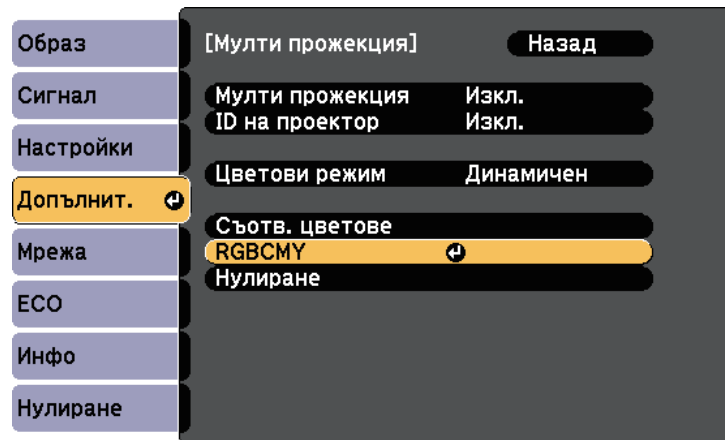 Образ
Сигнал
Настройки
Допълнит.
Мрежа
ECO
Инфо
Нулиране
[Мулти прожекция] Назад
Мулти прожекция Изкл.
ID на проектор Изкл.
Цветови режим Динамичен
Съотв. цветове
RGBCMY
Нулиране